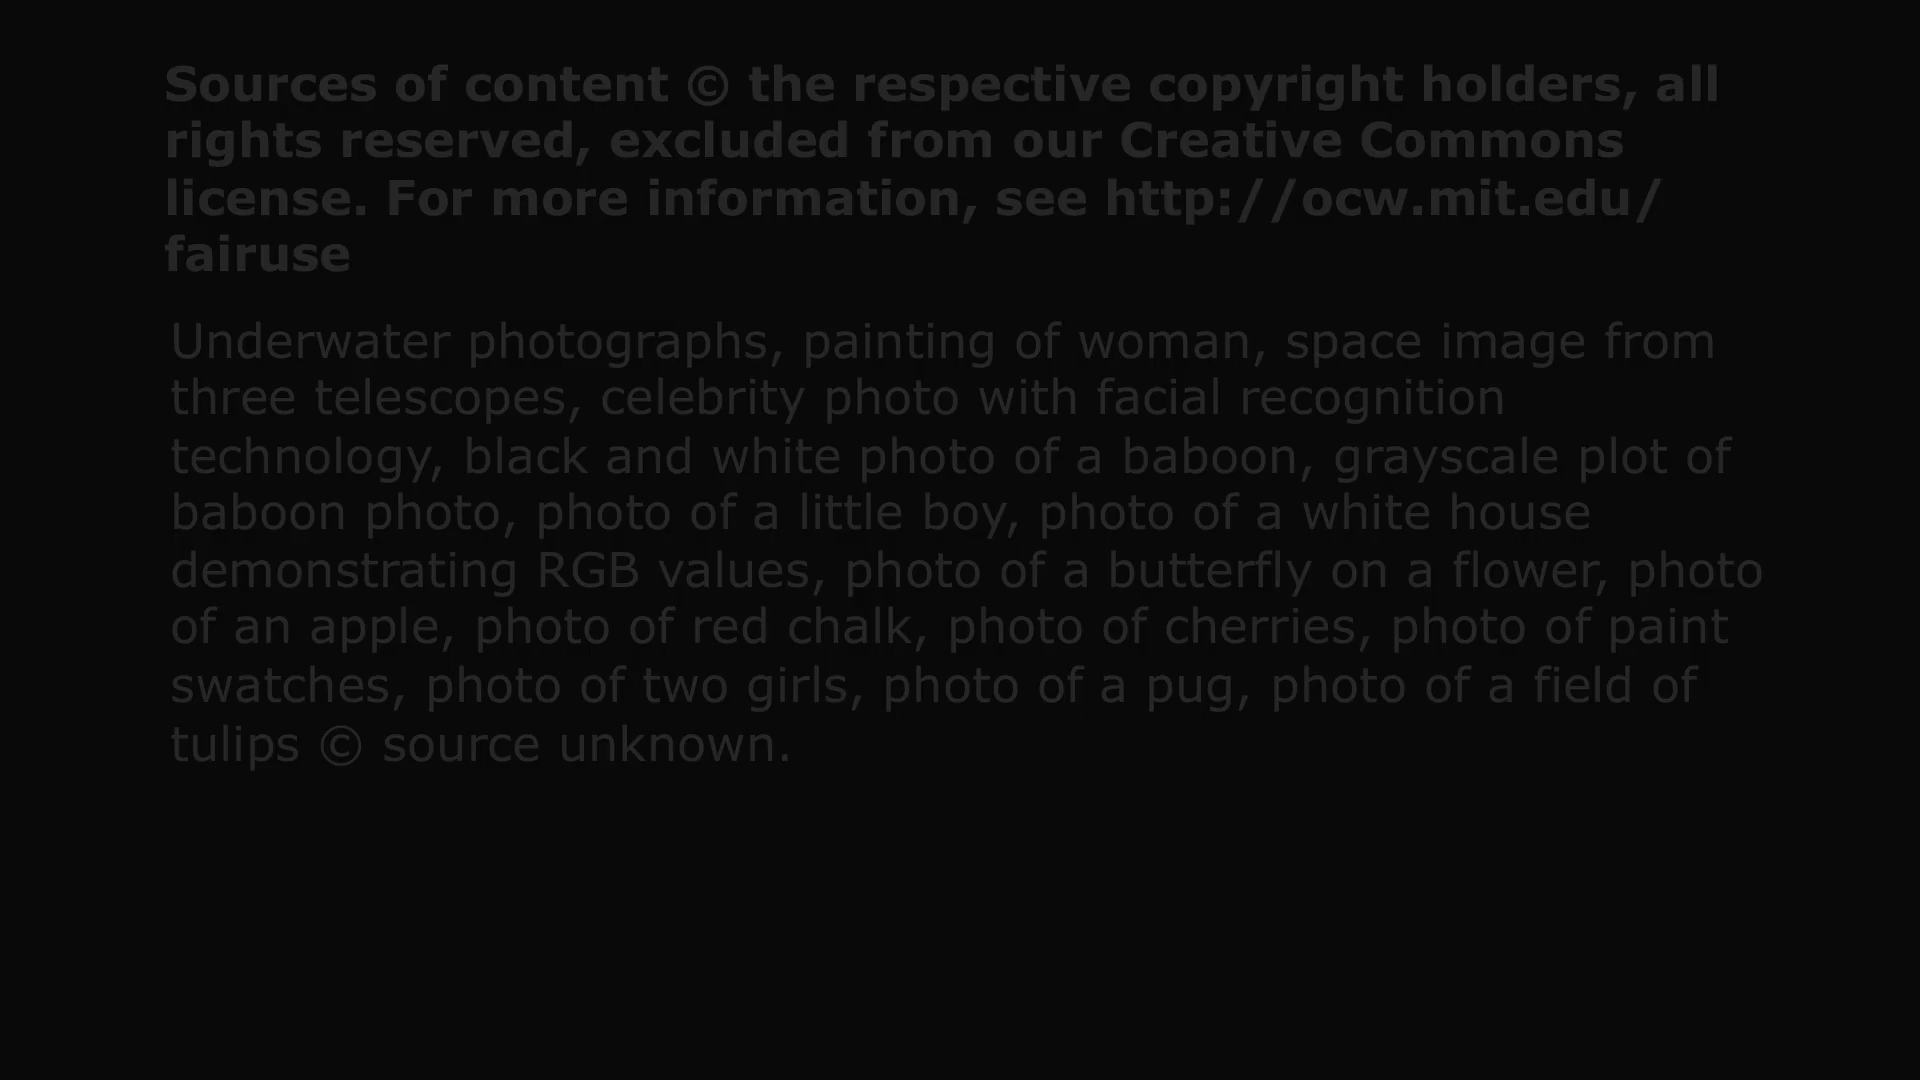 Sources of content © the respective copyright holders, all
rights reserved, excluded from our Creative Commons
license. For more information, see http://ocw.mit.edu/
fairuse
Underwater photographs, painting of woman, space image from
three telescopes, celebrity photo with facial recognition
technology, black and white photo of a baboon, grayscale plot of
baboon photo, photo of a little boy, photo of a white house
demonstrating RGB values, photo of a butterfly on a flower, photo
of an apple, photo of red chalk, photo of cherries, photo of paint
swatches, photo of two girls, photo of a pug, photo of a field of
tulips © source unknown.